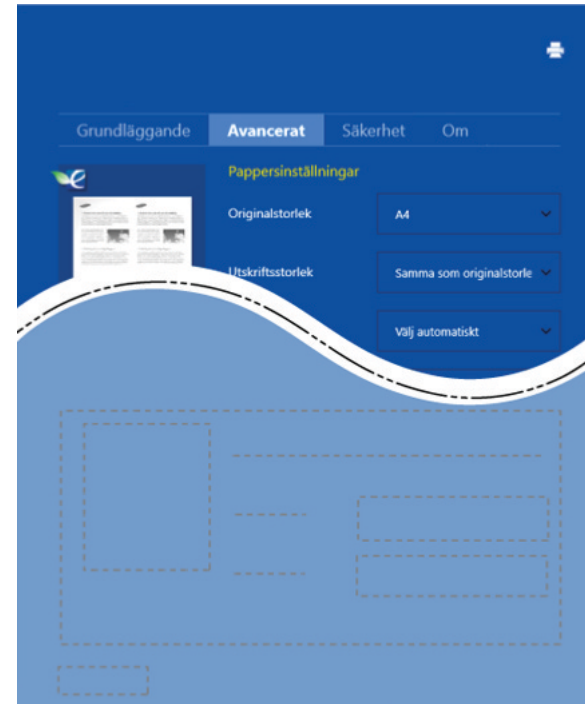 Grundläggande Avancerat Säkerhet Om
Pappersinställningar
Originalstorlek A4
Utskriftsstorlek Samma som originalstorle
Välj automatiskt